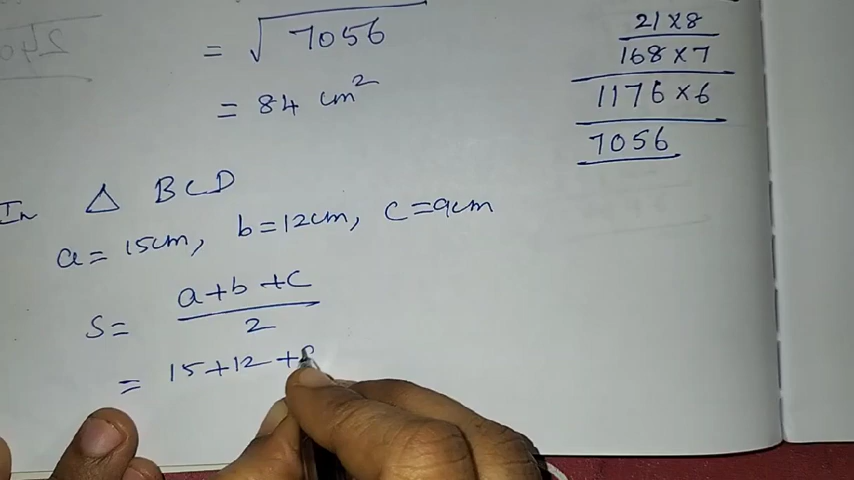 = √7056
= 84 cm²
21×8
168×7
1176×6
7056
In △ BCD
a = 15cm, b = 12cm, c = 9cm
S = a+b+c
2
= 15+12+